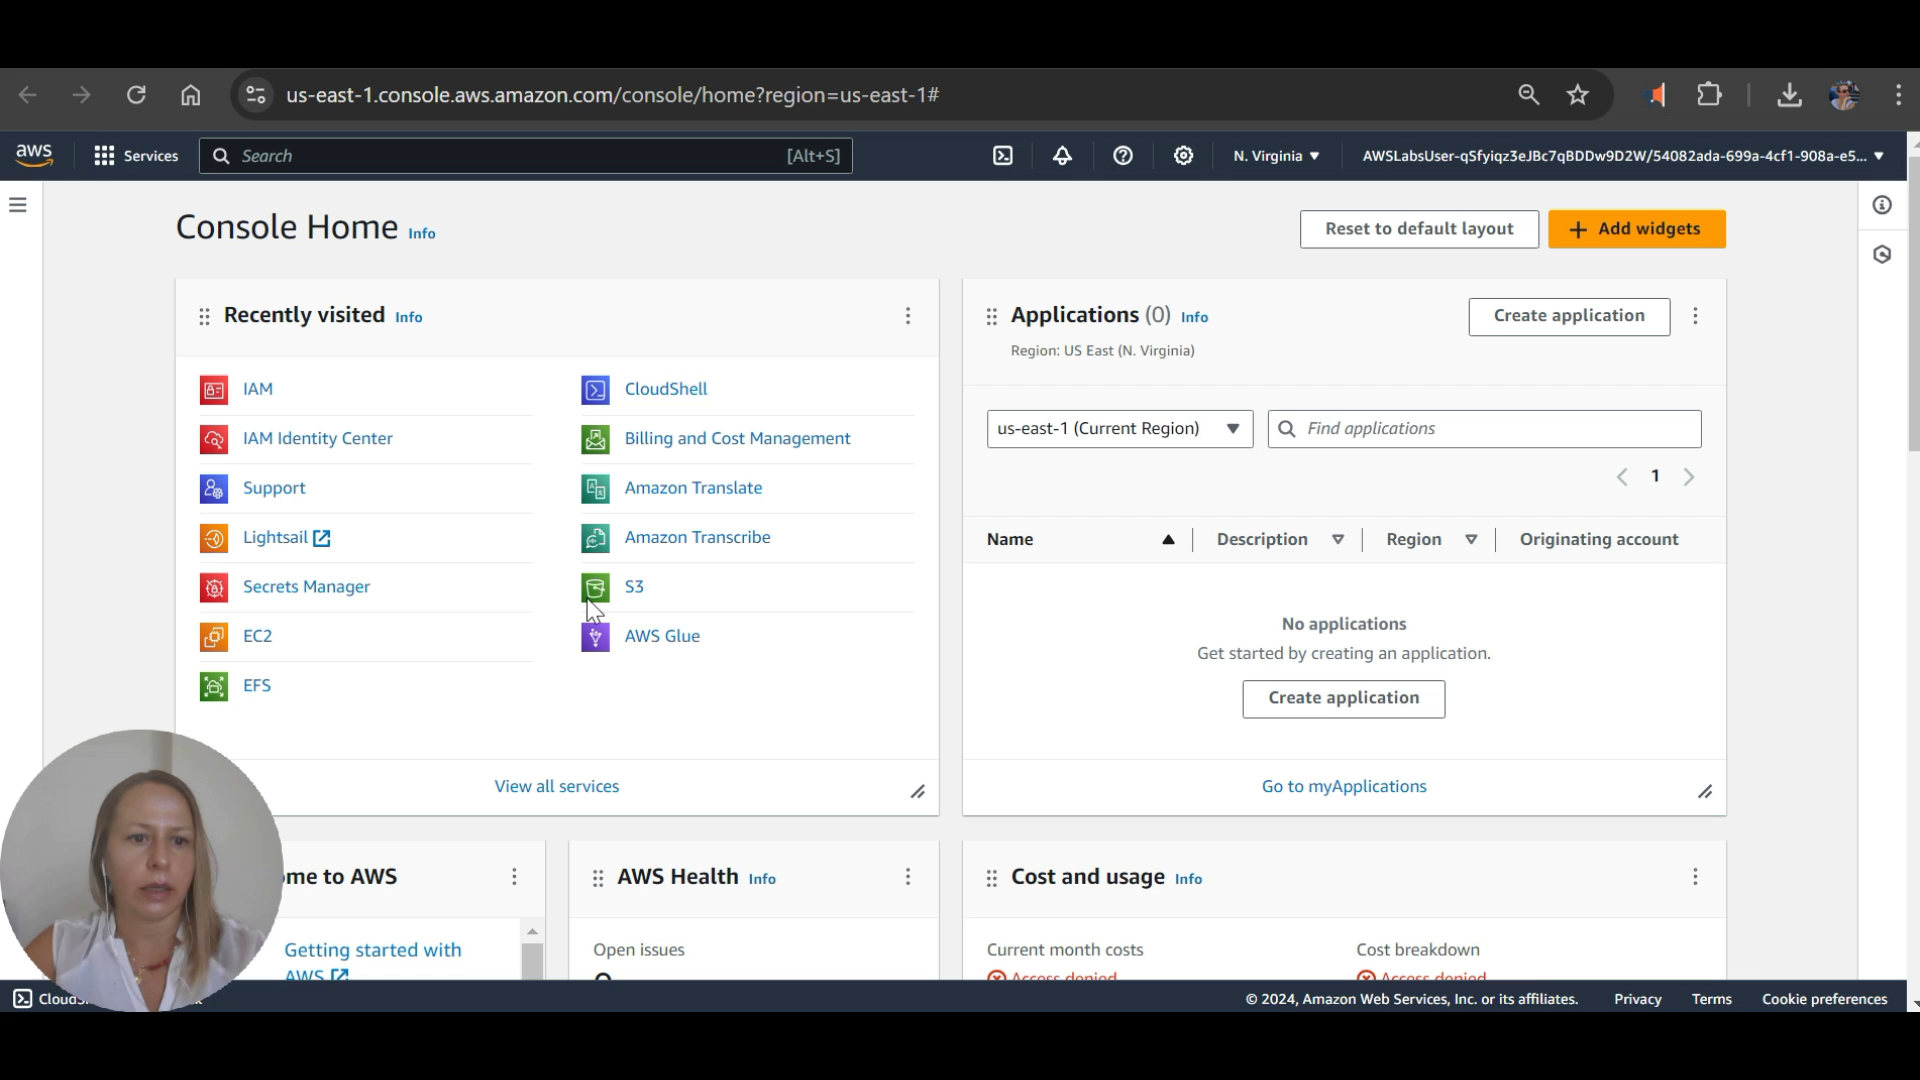 us-east-1.console.aws.amazon.com/console/home?region=us-east-1#
aws
Services
Search
[Alt+S]
N. Virginia
AWSLabsUser-qSfyiqz3eJBc7qBDDw9D2W/54082ada-699a-4cf1-908a-e5...
Console Home Info
Reset to default layout
Add widgets
Recently visited Info
IAM
IAM Identity Center
Support
Lightsail
Secrets Manager
EC2
EFS
CloudShell
Billing and Cost Management
Amazon Translate
Amazon Transcribe
S3
AWS Glue
View all services
Applications (0) Info
Region: US East (N. Virginia)
Create application
us-east-1 (Current Region)
Find applications
1
Name
Description
Region
Originating account
No applications
Get started by creating an application.
Create application
Go to myApplications
ome to AWS
Getting started with
AWS
AWS Health Info
Open issues
Cost and usage Info
Current month costs
Access denied
Cost breakdown
Access denied
© 2024, Amazon Web Services, Inc. or its affiliates.
Privacy
Terms
Cookie preferences